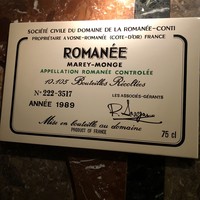 SOCIÉTÉ CIVILE DU DOMAINE DE LA ROMANÉE-CONTI
PROPRIÉTAIRE A VOSNE-ROMANÉE (COTE-D'OR) FRANCE
ROMANÉE
MAREY-MONGE
APPELLATION ROMANÉE CONTROLÉE
10.135 Bouteilles Récoltées
N° 222-3517
LES ASSOCIÉS-GÉRANTS
ANNÉE 1989
Mise en bouteille au domaine
PRODUCT OF FRANCE
75 cl